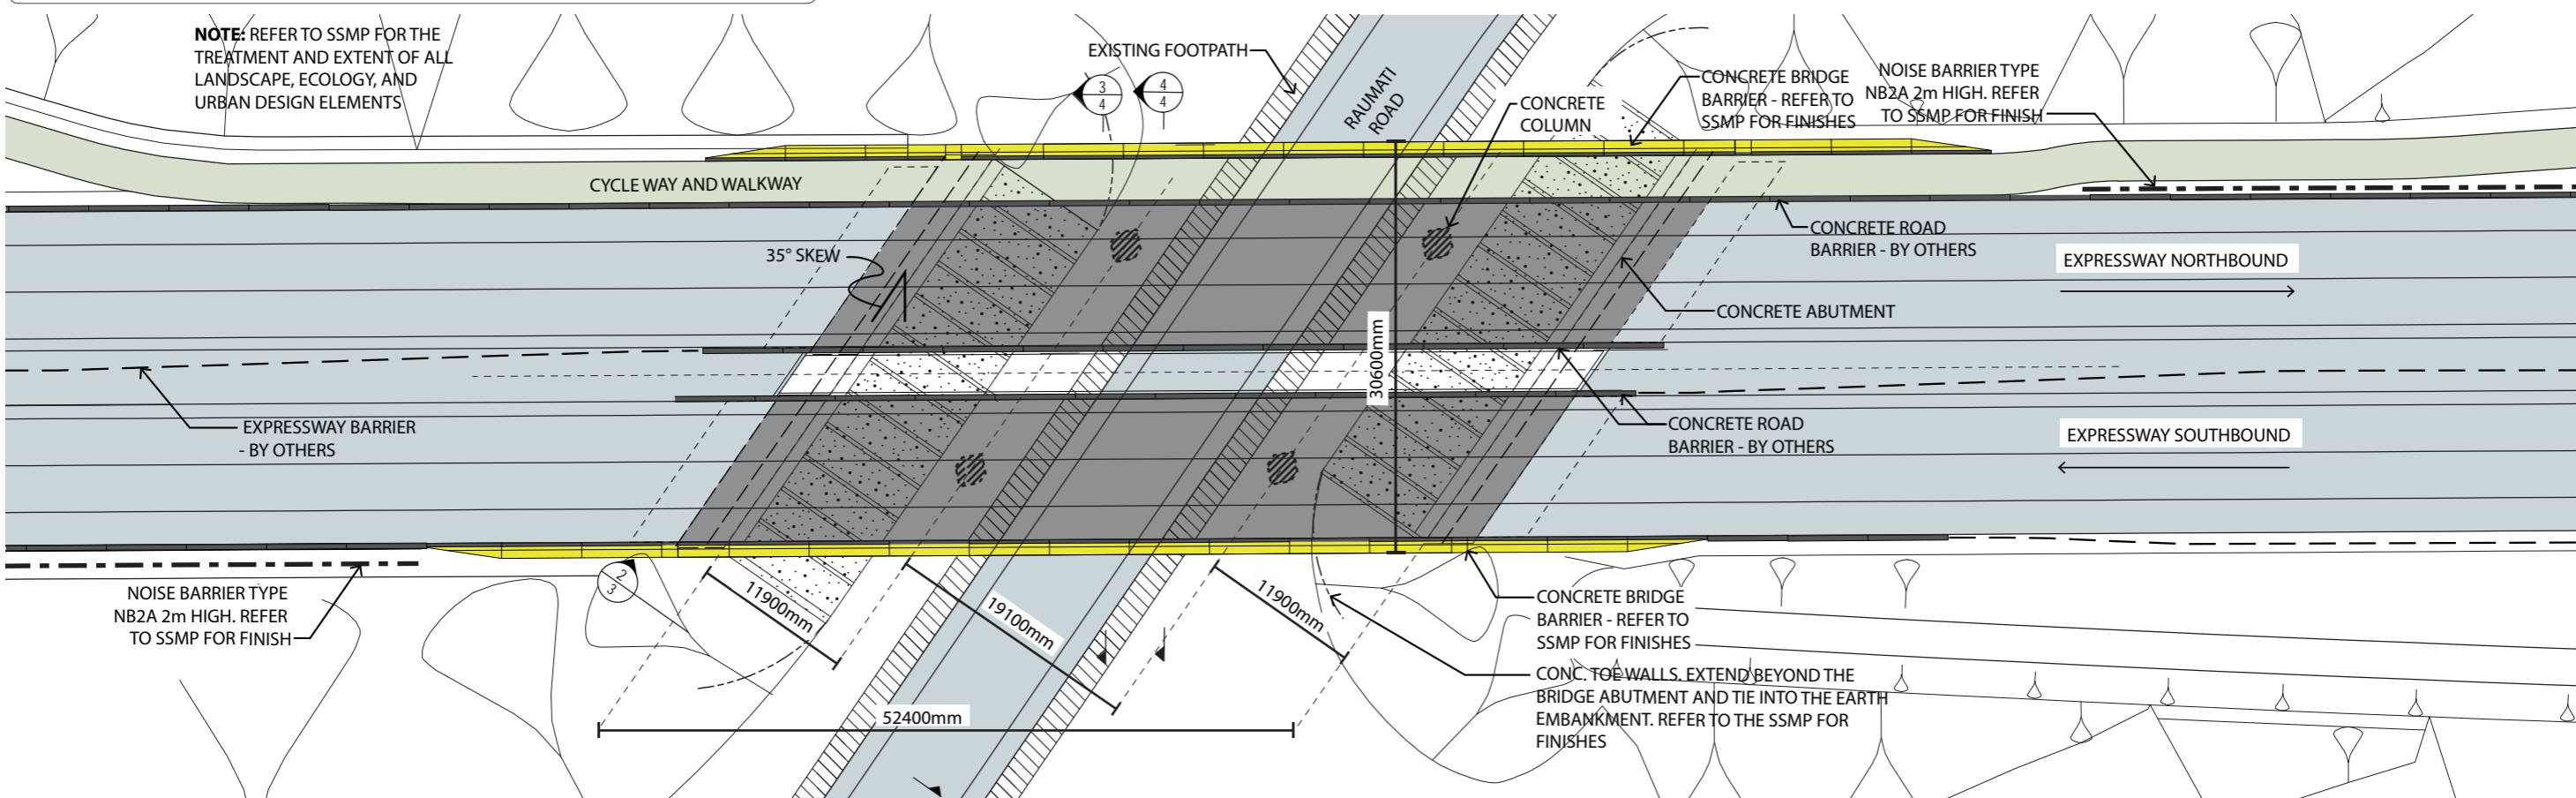 NOTE: REFER TO SSMP FOR THE
TREATMENT AND EXTENT OF ALL
LANDSCAPE, ECOLOGY, AND
URBAN DESIGN ELEMENTS
EXISTING FOOTPATH
3
4
4
4
RAUMATI
ROAD
CONCRETE
COLUMN
CONCRETE BRIDGE
BARRIER - REFER TO
SSMP FOR FINISHES
NOISE BARRIER TYPE
NB2A 2m HIGH. REFER
TO SSMP FOR FINISH
CYCLE WAY AND WALKWAY
35° SKEW
CONCRETE ROAD
BARRIER - BY OTHERS
EXPRESSWAY NORTHBOUND
CONCRETE ABUTMENT
30600mm
EXPRESSWAY BARRIER
- BY OTHERS
CONCRETE ROAD
BARRIER - BY OTHERS
EXPRESSWAY SOUTHBOUND
NOISE BARRIER TYPE
NB2A 2m HIGH. REFER
TO SSMP FOR FINISH
2
3
11900mm
19100mm
11900mm
52400mm
CONCRETE BRIDGE
BARRIER - REFER TO
SSMP FOR FINISHES
CONC. TOE WALLS. EXTEND BEYOND THE
BRIDGE ABUTMENT AND TIE INTO THE EARTH
EMBANKMENT. REFER TO THE SSMP FOR
FINISHES